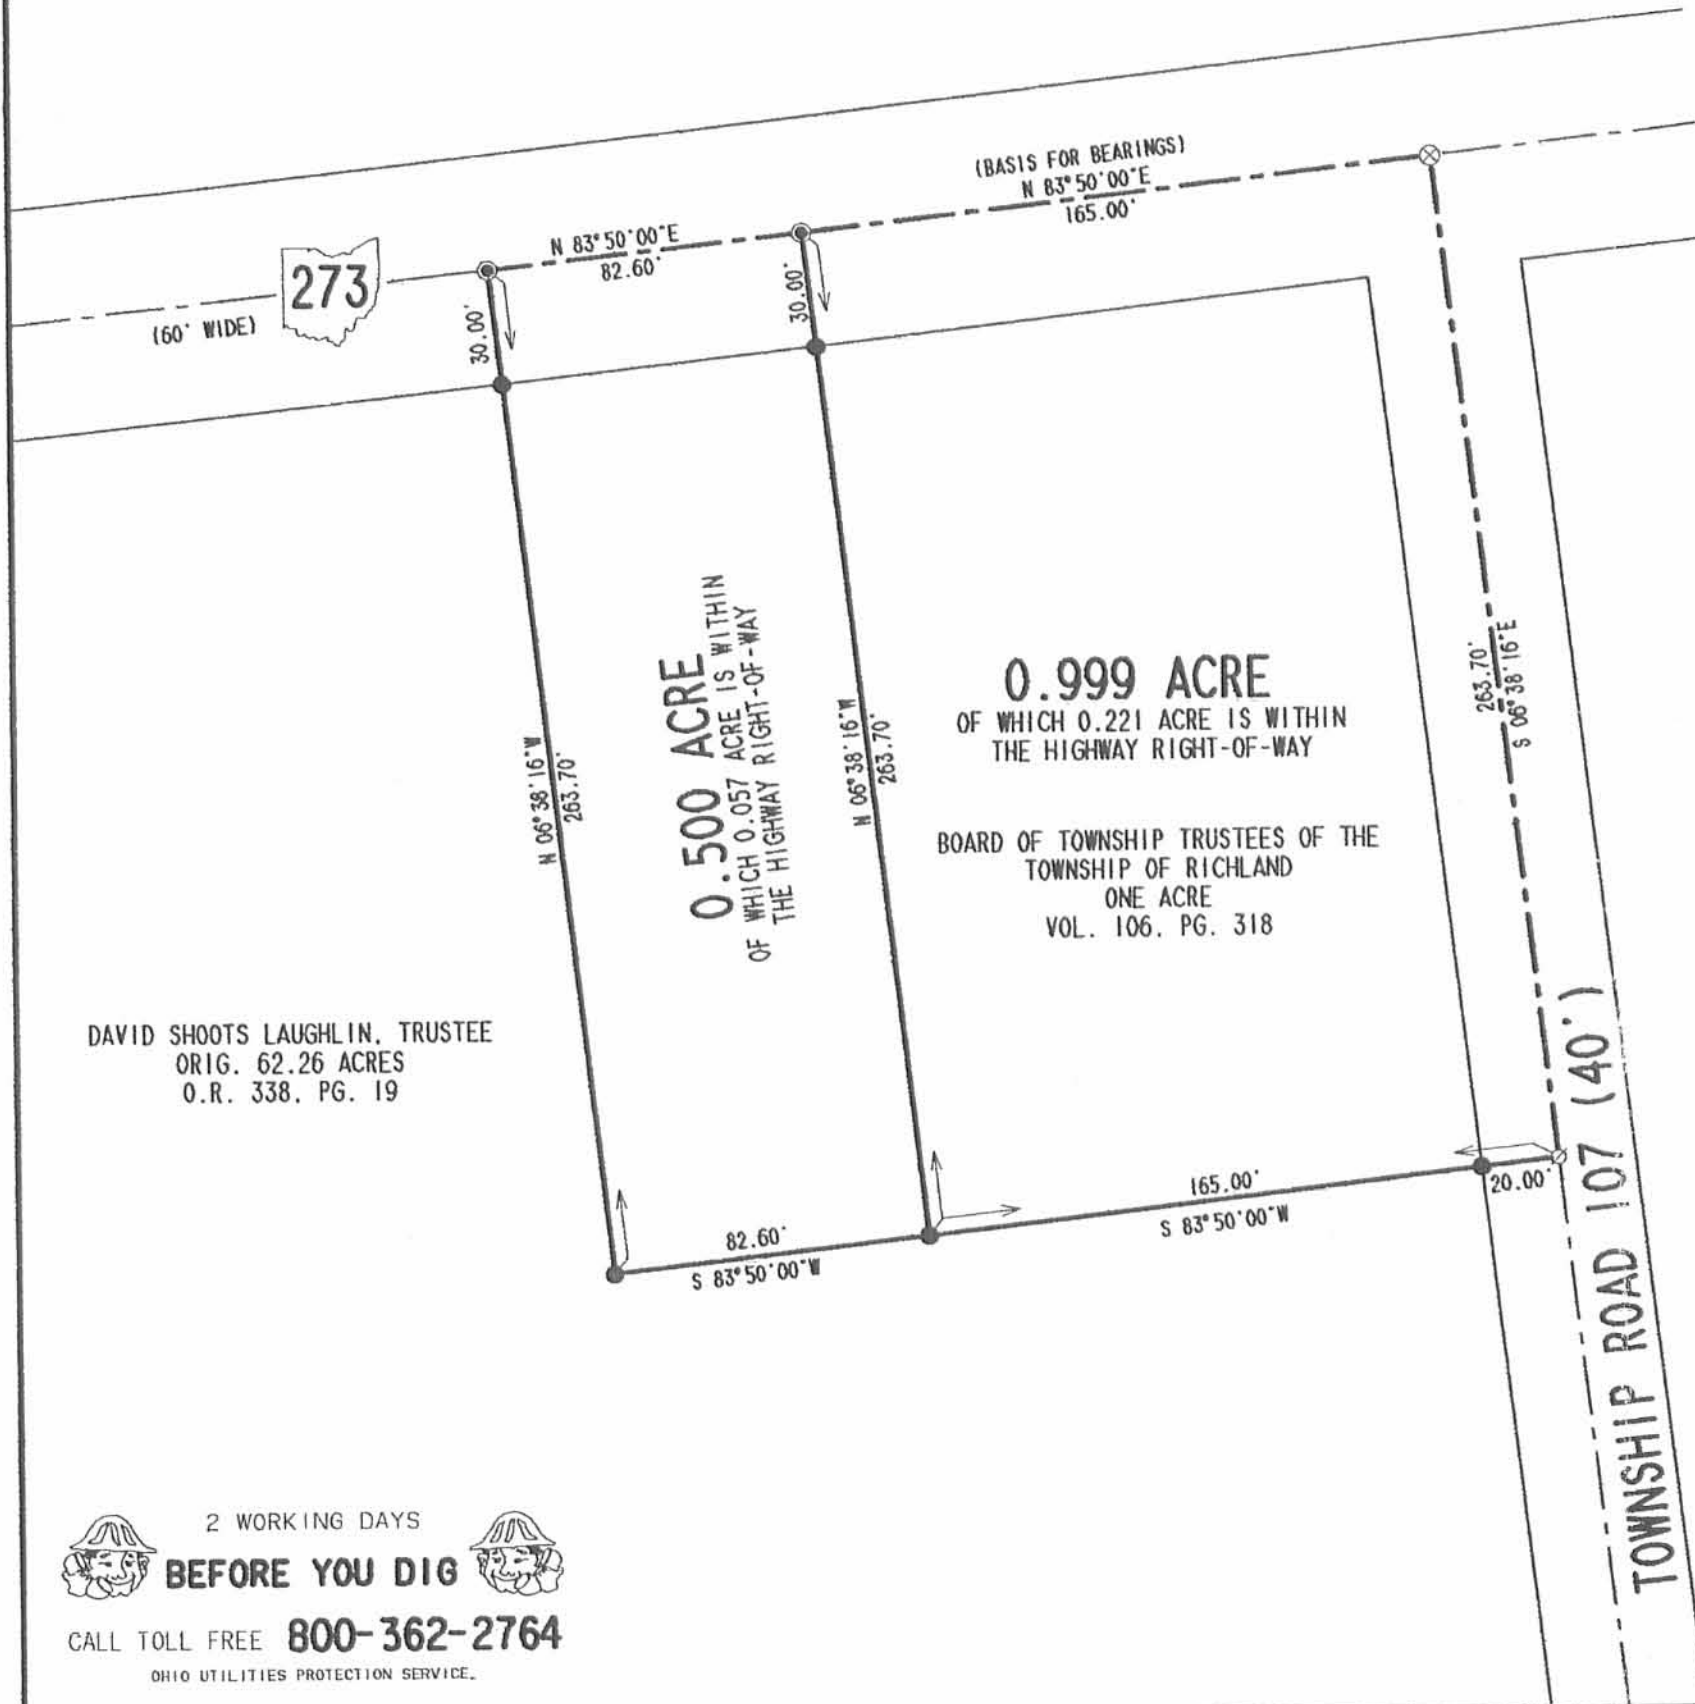 (BASIS FOR BEARINGS)
N 83°50'00"E
165.00'
N 83°50'00"E
82.60'
273
(60' WIDE)
30.00'
30.00'
0.500 ACRE
OF WHICH 0.057 ACRE IS WITHIN
THE HIGHWAY RIGHT-OF-WAY
N 06°38'16"W
263.70'
N 06°38'16"W
263.70'
0.999 ACRE
OF WHICH 0.221 ACRE IS WITHIN
THE HIGHWAY RIGHT-OF-WAY
BOARD OF TOWNSHIP TRUSTEES OF THE
TOWNSHIP OF RICHLAND
ONE ACRE
VOL. 106, PG. 318
263.70'
S 06°38'16"E
DAVID SHOOTS LAUGHLIN, TRUSTEE
ORIG. 62.26 ACRES
O.R. 338, PG. 19
165.00'
S 83°50'00"W
20.00'
82.60'
S 83°50'00"W
TOWNSHIP ROAD 107 (40')
2 WORKING DAYS
BEFORE YOU DIG
CALL TOLL FREE 800-362-2764
OHIO UTILITIES PROTECTION SERVICE.